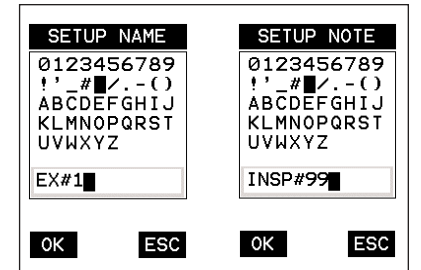 SETUP NAME
0123456789
!'_#█/.-()
ABCDEFGHIJ
KLMNOPQRST
UVWXYZ
EX#1
OK ESC
SETUP NOTE
0123456789
!'_#█/.-()
ABCDEFGHIJ
KLMNOPQRST
UVWXYZ
INSP#99
OK ESC